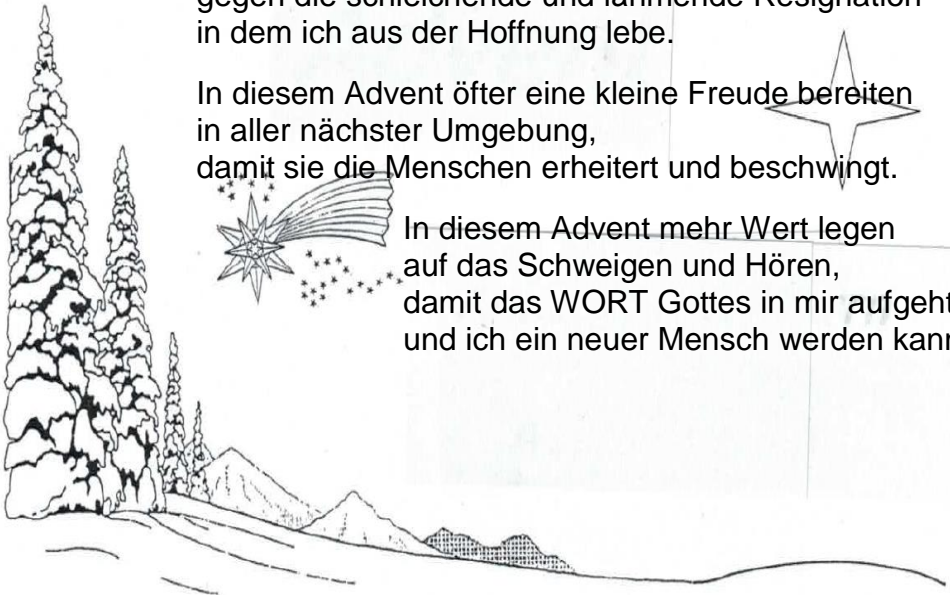 gegen die schleichende und lähmende Resignation
in dem ich aus der Hoffnung lebe.
In diesem Advent öfter eine kleine Freude bereiten
in aller nächster Umgebung,
damit sie die Menschen erheitert und beschwingt.
In diesem Advent mehr Wert legen
auf das Schweigen und Hören,
damit das WORT Gottes in mir aufgeht
und ich ein neuer Mensch werden kann